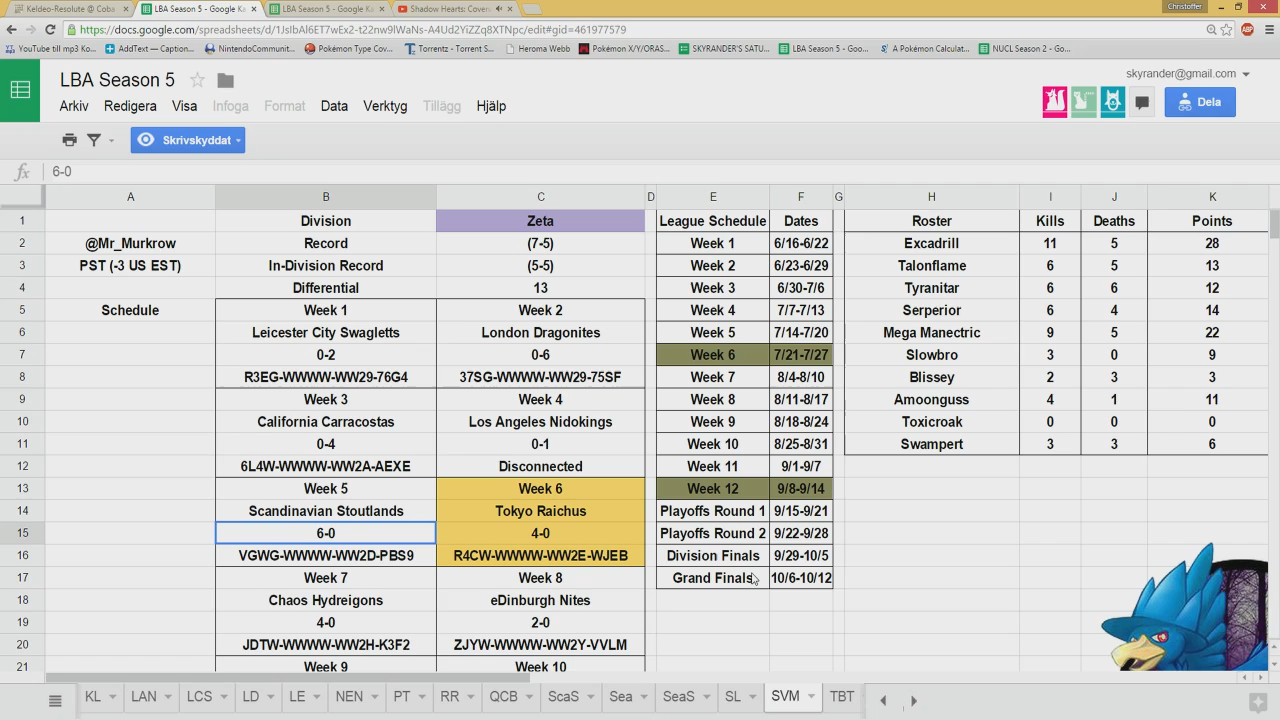 Keldeo-Resolute @ Coba
LBA Season 5 - Google Ka
LBA Season 5 - Google Ka
Shadow Hearts: Coven
Christoffer
https://docs.google.com/spreadsheets/d/1JsIbAl6ET7wEx2-t22nw9lWaNs-A4Ud2YiZZq8XTNpc/edit#gid=461977579
YouTube till mp3 Ko...
AddText — Caption...
NintendoCommuniti...
Pokémon Type Cov...
Torrentz - Torrent S...
Heroma Webb
Pokémon X/Y/ORAS...
SKYRANDER'S SATU...
LBA Season 5 - Goo...
A Pokémon Calculat...
NUCL Season 2 - Go...
LBA Season 5
skyrander@gmail.com
Arkiv Redigera Visa Infoga Format Data Verktyg Tillägg Hjälp
Dela
Skrivskyddat
fx 6-0
A B C D E F G H I J K
1 Division Zeta League Schedule Dates Roster Kills Deaths Points
2 @Mr_Murkrow Record (7-5) Week 1 6/16-6/22 Excadrill 11 5 28
3 PST (-3 US EST) In-Division Record (5-5) Week 2 6/23-6/29 Talonflame 6 5 13
4 Differential 13 Week 3 6/30-7/6 Tyranitar 6 6 12
5 Schedule Week 1 Week 2 Week 4 7/7-7/13 Serperior 6 4 14
6 Leicester City Swagletts London Dragonites Week 5 7/14-7/20 Mega Manectric 9 5 22
7 0-2 0-6 Week 6 7/21-7/27 Slowbro 3 0 9
8 R3EG-WWWW-WW29-76G4 37SG-WWWW-WW29-75SF Week 7 8/4-8/10 Blissey 2 3 3
9 Week 3 Week 4 Week 8 8/11-8/17 Amoonguss 4 1 11
10 California Carracostas Los Angeles Nidokings Week 9 8/18-8/24 Toxicroak 0 0 0
11 0-4 0-1 Week 10 8/25-8/31 Swampert 3 3 6
12 6L4W-WWWW-WW2A-AEXE Disconnected Week 11 9/1-9/7
13 Week 5 Week 6 Week 12 9/8-9/14
14 Scandinavian Stoutlands Tokyo Raichus Playoffs Round 1 9/15-9/21
15 6-0 4-0 Playoffs Round 2 9/22-9/28
16 VGWG-WWWW-WW2D-PBS9 R4CW-WWWW-WW2E-WJEB Division Finals 9/29-10/5
17 Week 7 Week 8 Grand Finals 10/6-10/12
18 Chaos Hydreigons eDinburgh Nites
19 4-0 2-0
20 JDTW-WWWW-WW2H-K3F2 ZJYW-WWWW-WW2Y-VVLM
21 Week 9 Week 10
KL LAN LCS LD LE NEN PT RR QCB ScaS Sea SeaS SL SVM TBT